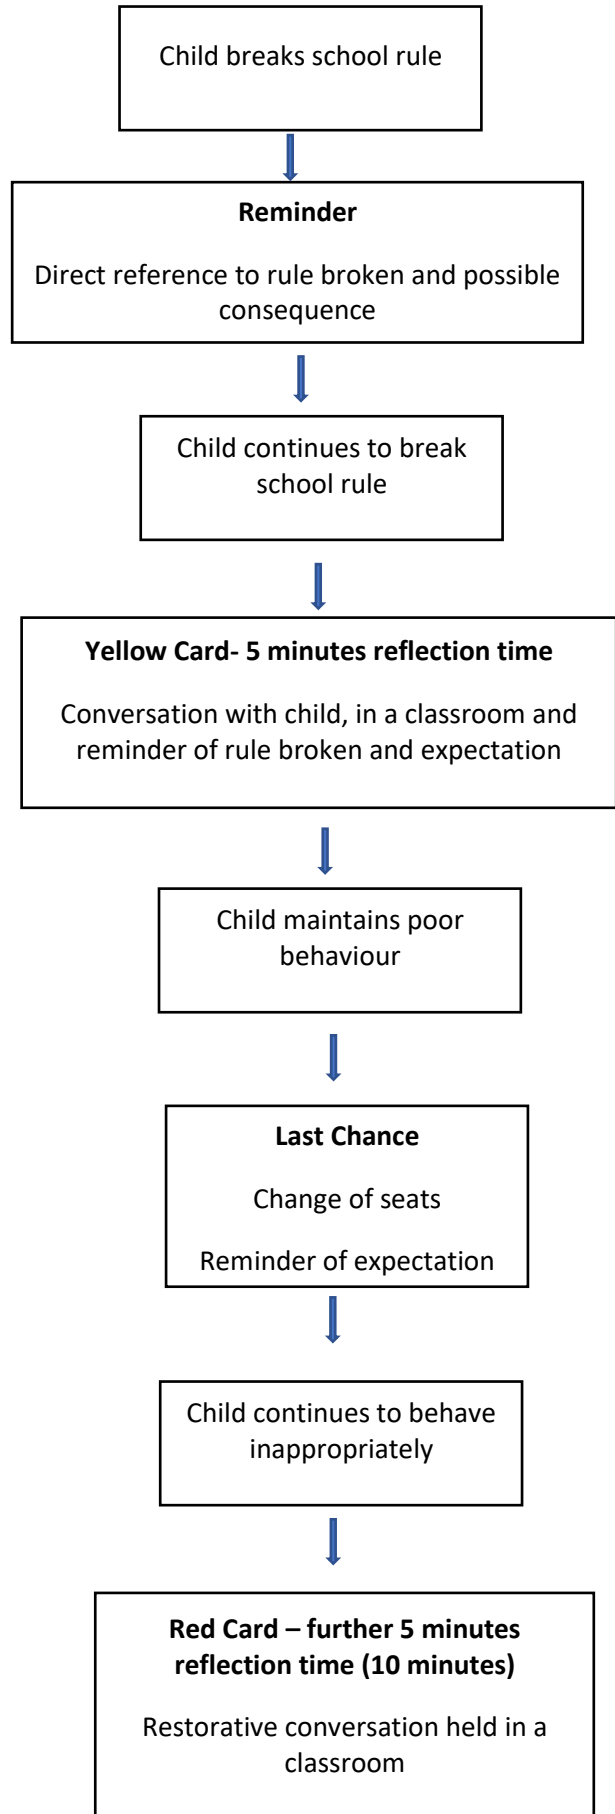 Child breaks school rule
Reminder
Direct reference to rule broken and possible
consequence
Child continues to break
school rule
Yellow Card- 5 minutes reflection time
Conversation with child, in a classroom and
reminder of rule broken and expectation
Child maintains poor
behaviour
Last Chance
Change of seats
Reminder of expectation
Child continues to behave
inappropriately
Red Card – further 5 minutes
reflection time (10 minutes)
Restorative conversation held in a
classroom